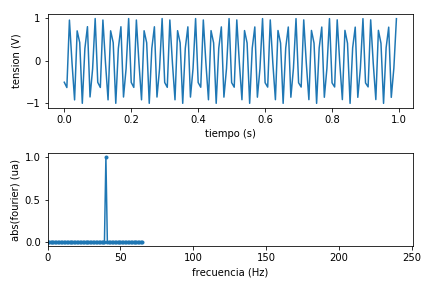 1
0
−1
tension (V)
0.0 0.2 0.4 0.6 0.8 1.0
tiempo (s)
1.0
0.5
0.0
abs(fourier) (ua)
0 50 100 150 200 250
frecuencia (Hz)